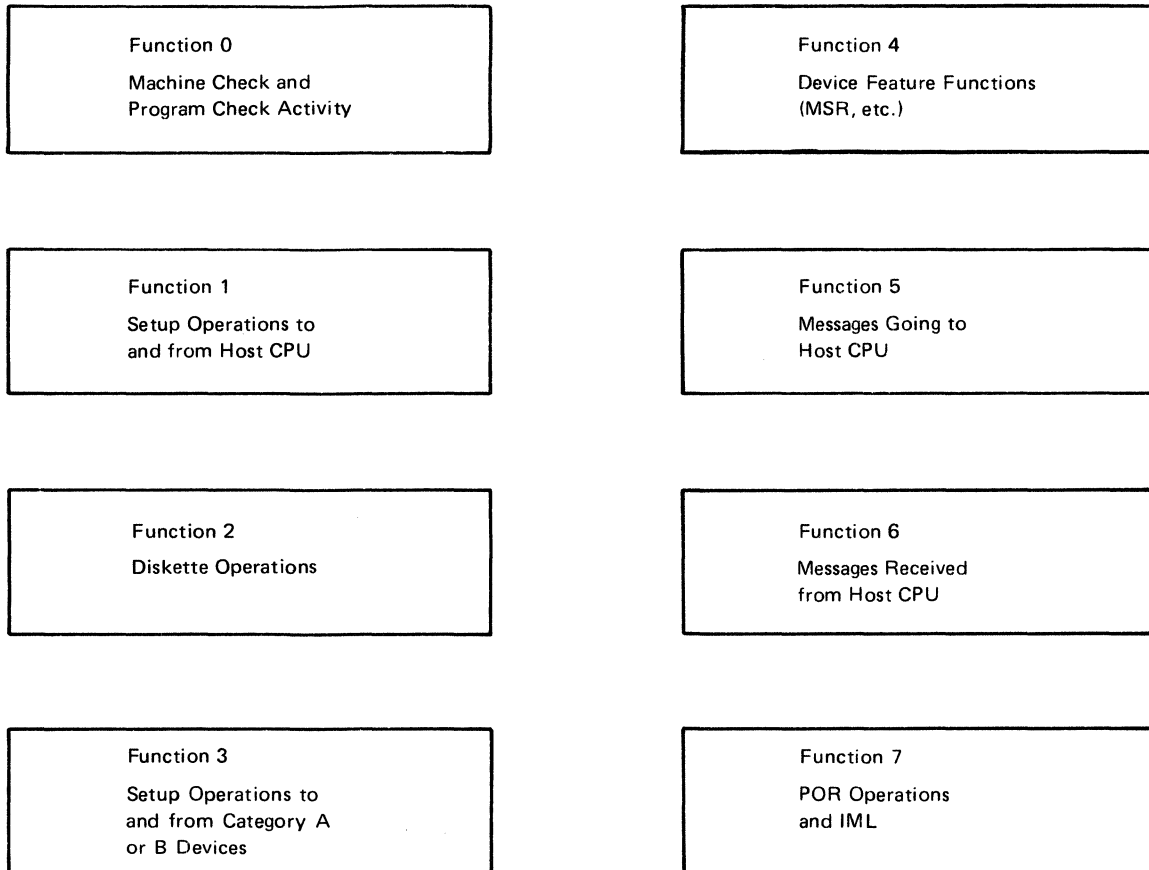 Function 0
Machine Check and
Program Check Activity
Function 1
Setup Operations to
and from Host CPU
Function 2
Diskette Operations
Function 3
Setup Operations to
and from Category A
or B Devices
Function 4
Device Feature Functions
(MSR, etc.)
Function 5
Messages Going to
Host CPU
Function 6
Messages Received
from Host CPU
Function 7
POR Operations
and IML